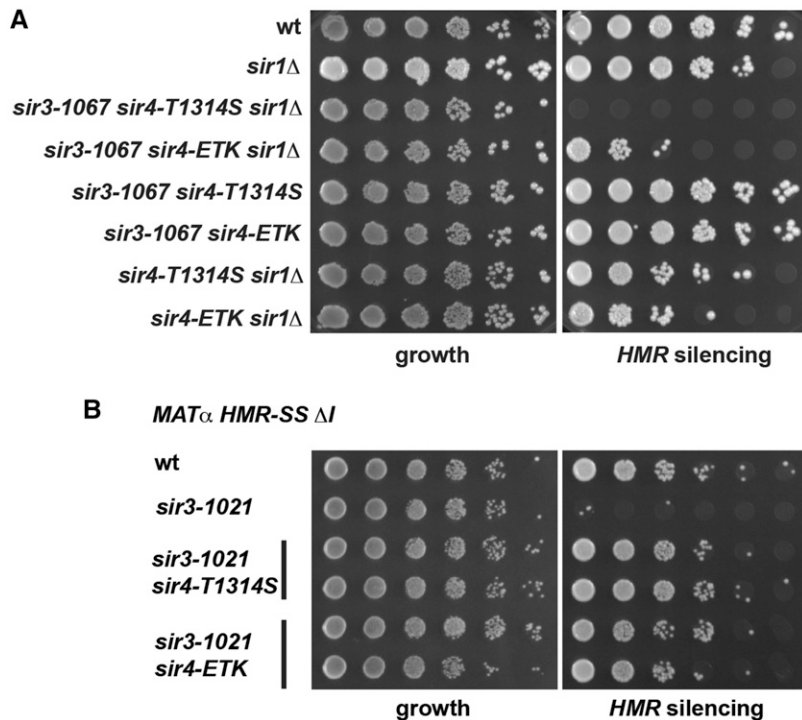 A
wt
sir1Δ
sir3-1067 sir4-T1314S sir1Δ
sir3-1067 sir4-ETK sir1Δ
sir3-1067 sir4-T1314S
sir3-1067 sir4-ETK
sir4-T1314S sir1Δ
sir4-ETK sir1Δ
growth HMR silencing
B MATα HMR-SS ΔI
wt
sir3-1021
sir3-1021
sir4-T1314S
sir3-1021
sir4-ETK
growth HMR silencing